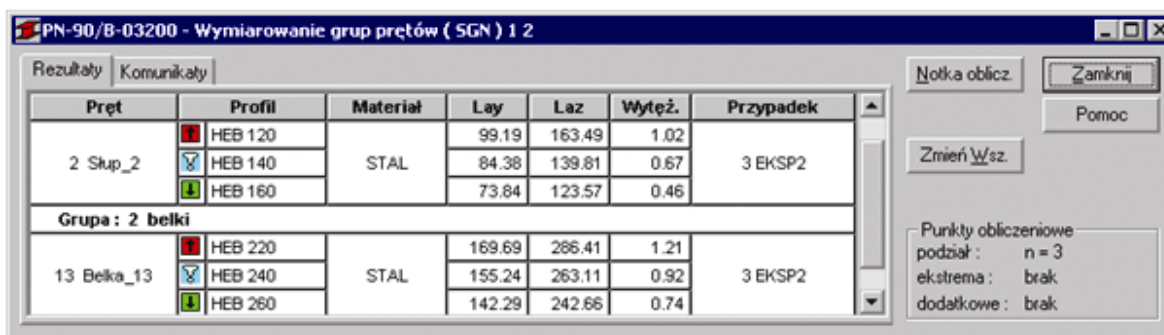 PN-90/B-03200 - Wymiarowanie grup prętów ( SGN ) 1 2
Rezultaty Komunikaty
Pręt Profil Materiał Lay Laz Wytęż. Przypadek
HEB 120 99.19 163.49 1.02
2 Słup_2 HEB 140 STAL 84.38 139.81 0.67 3 EKSP2
HEB 160 73.84 123.57 0.46
Grupa : 2 belki
HEB 220 169.69 286.41 1.21
13 Belka_13 HEB 240 STAL 155.24 263.11 0.92 3 EKSP2
HEB 260 142.29 242.66 0.74
Notka oblicz. Zamknij
Pomoc
Zmień Wsz.
Punkty obliczeniowe
podział : n = 3
ekstrema : brak
dodatkowe : brak